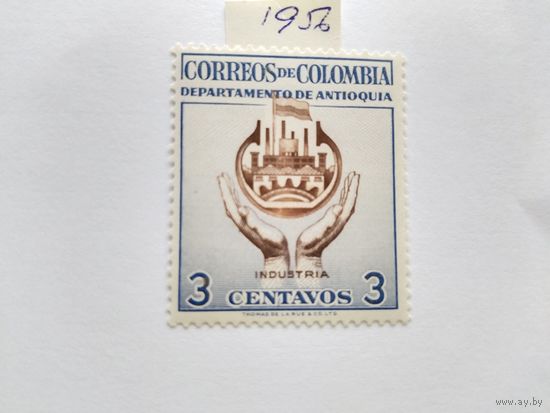 1956
CORREOS DE COLOMBIA
DEPARTAMENTO DE ANTIOQUIA
INDUSTRIA
3 CENTAVOS 3
THOMAS DE LA RUE & CO. LTD.
www.ay.by